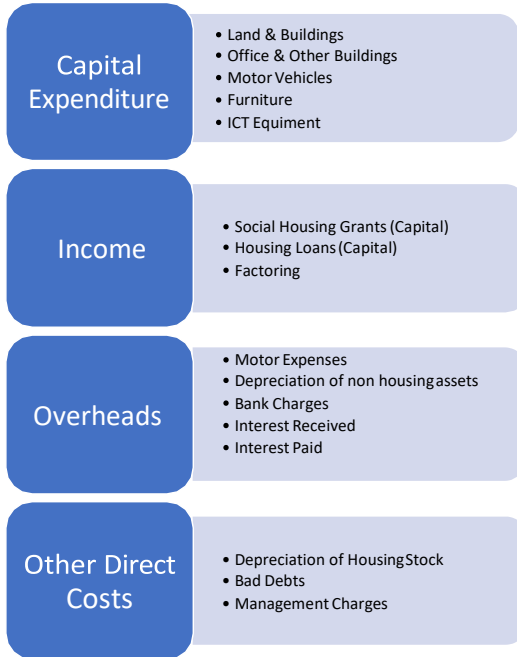 Capital
Expenditure
• Land & Buildings
• Office & Other Buildings
• Motor Vehicles
• Furniture
• ICT Equiment
Income
• Social Housing Grants (Capital)
• Housing Loans (Capital)
• Factoring
Overheads
• Motor Expenses
• Depreciation of non housing assets
• Bank Charges
• Interest Received
• Interest Paid
Other Direct
Costs
• Depreciation of Housing Stock
• Bad Debts
• Management Charges